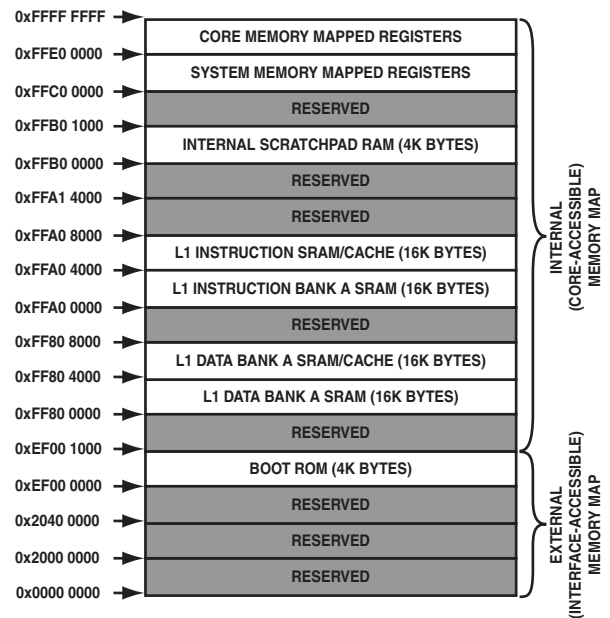 0xFFFF FFFF
CORE MEMORY MAPPED REGISTERS
0xFFE0 0000
SYSTEM MEMORY MAPPED REGISTERS
0xFFC0 0000
RESERVED
0xFFB0 1000
INTERNAL SCRATCHPAD RAM (4K BYTES)
0xFFB0 0000
RESERVED
0xFFA1 4000
RESERVED
0xFFA0 8000
L1 INSTRUCTION SRAM/CACHE (16K BYTES)
0xFFA0 4000
L1 INSTRUCTION BANK A SRAM (16K BYTES)
0xFFA0 0000
RESERVED
0xFF80 8000
L1 DATA BANK A SRAM/CACHE (16K BYTES)
0xFF80 4000
L1 DATA BANK A SRAM (16K BYTES)
0xFF80 0000
RESERVED
0xEF00 1000
BOOT ROM (4K BYTES)
0xEF00 0000
RESERVED
0x2040 0000
RESERVED
0x2000 0000
RESERVED
0x0000 0000
INTERNAL
(CORE-ACCESSIBLE)
MEMORY MAP
EXTERNAL
(INTERFACE-ACCESSIBLE)
MEMORY MAP